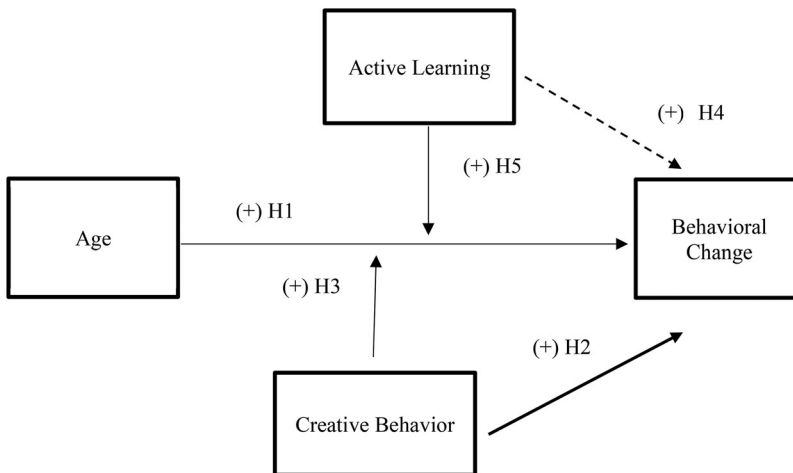 Active Learning
(+) H4
(+) H5
(+) H1
Age
Behavioral
Change
(+) H3
(+) H2
Creative Behavior